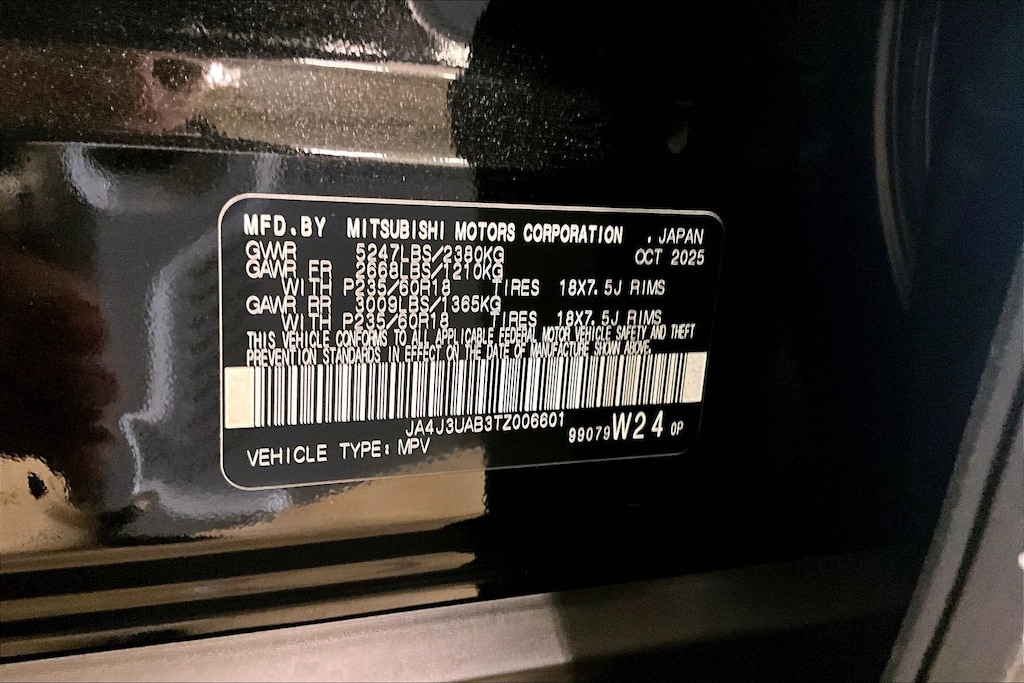 MFD.BY MITSUBISHI MOTORS CORPORATION , JAPAN
GVWR 5247LBS/2380KG OCT 2025
GAWR FR 2668LBS/1210KG
WITH P235/60R18 TIRES 18X7.5J RIMS
GAWR RR 3009LBS/1365KG
WITH P235/60R18 TIRES 18X7.5J RIMS
THIS VEHICLE CONFORMS TO ALL APPLICABLE FEDERAL MOTOR VEHICLE SAFETY AND THEFT
PREVENTION STANDARDS IN EFFECT ON THE DATE OF MANUFACTURE SHOWN ABOVE.
JA4J3UAB3TZ006601
VEHICLE TYPE: MPV 99079 W24 OP